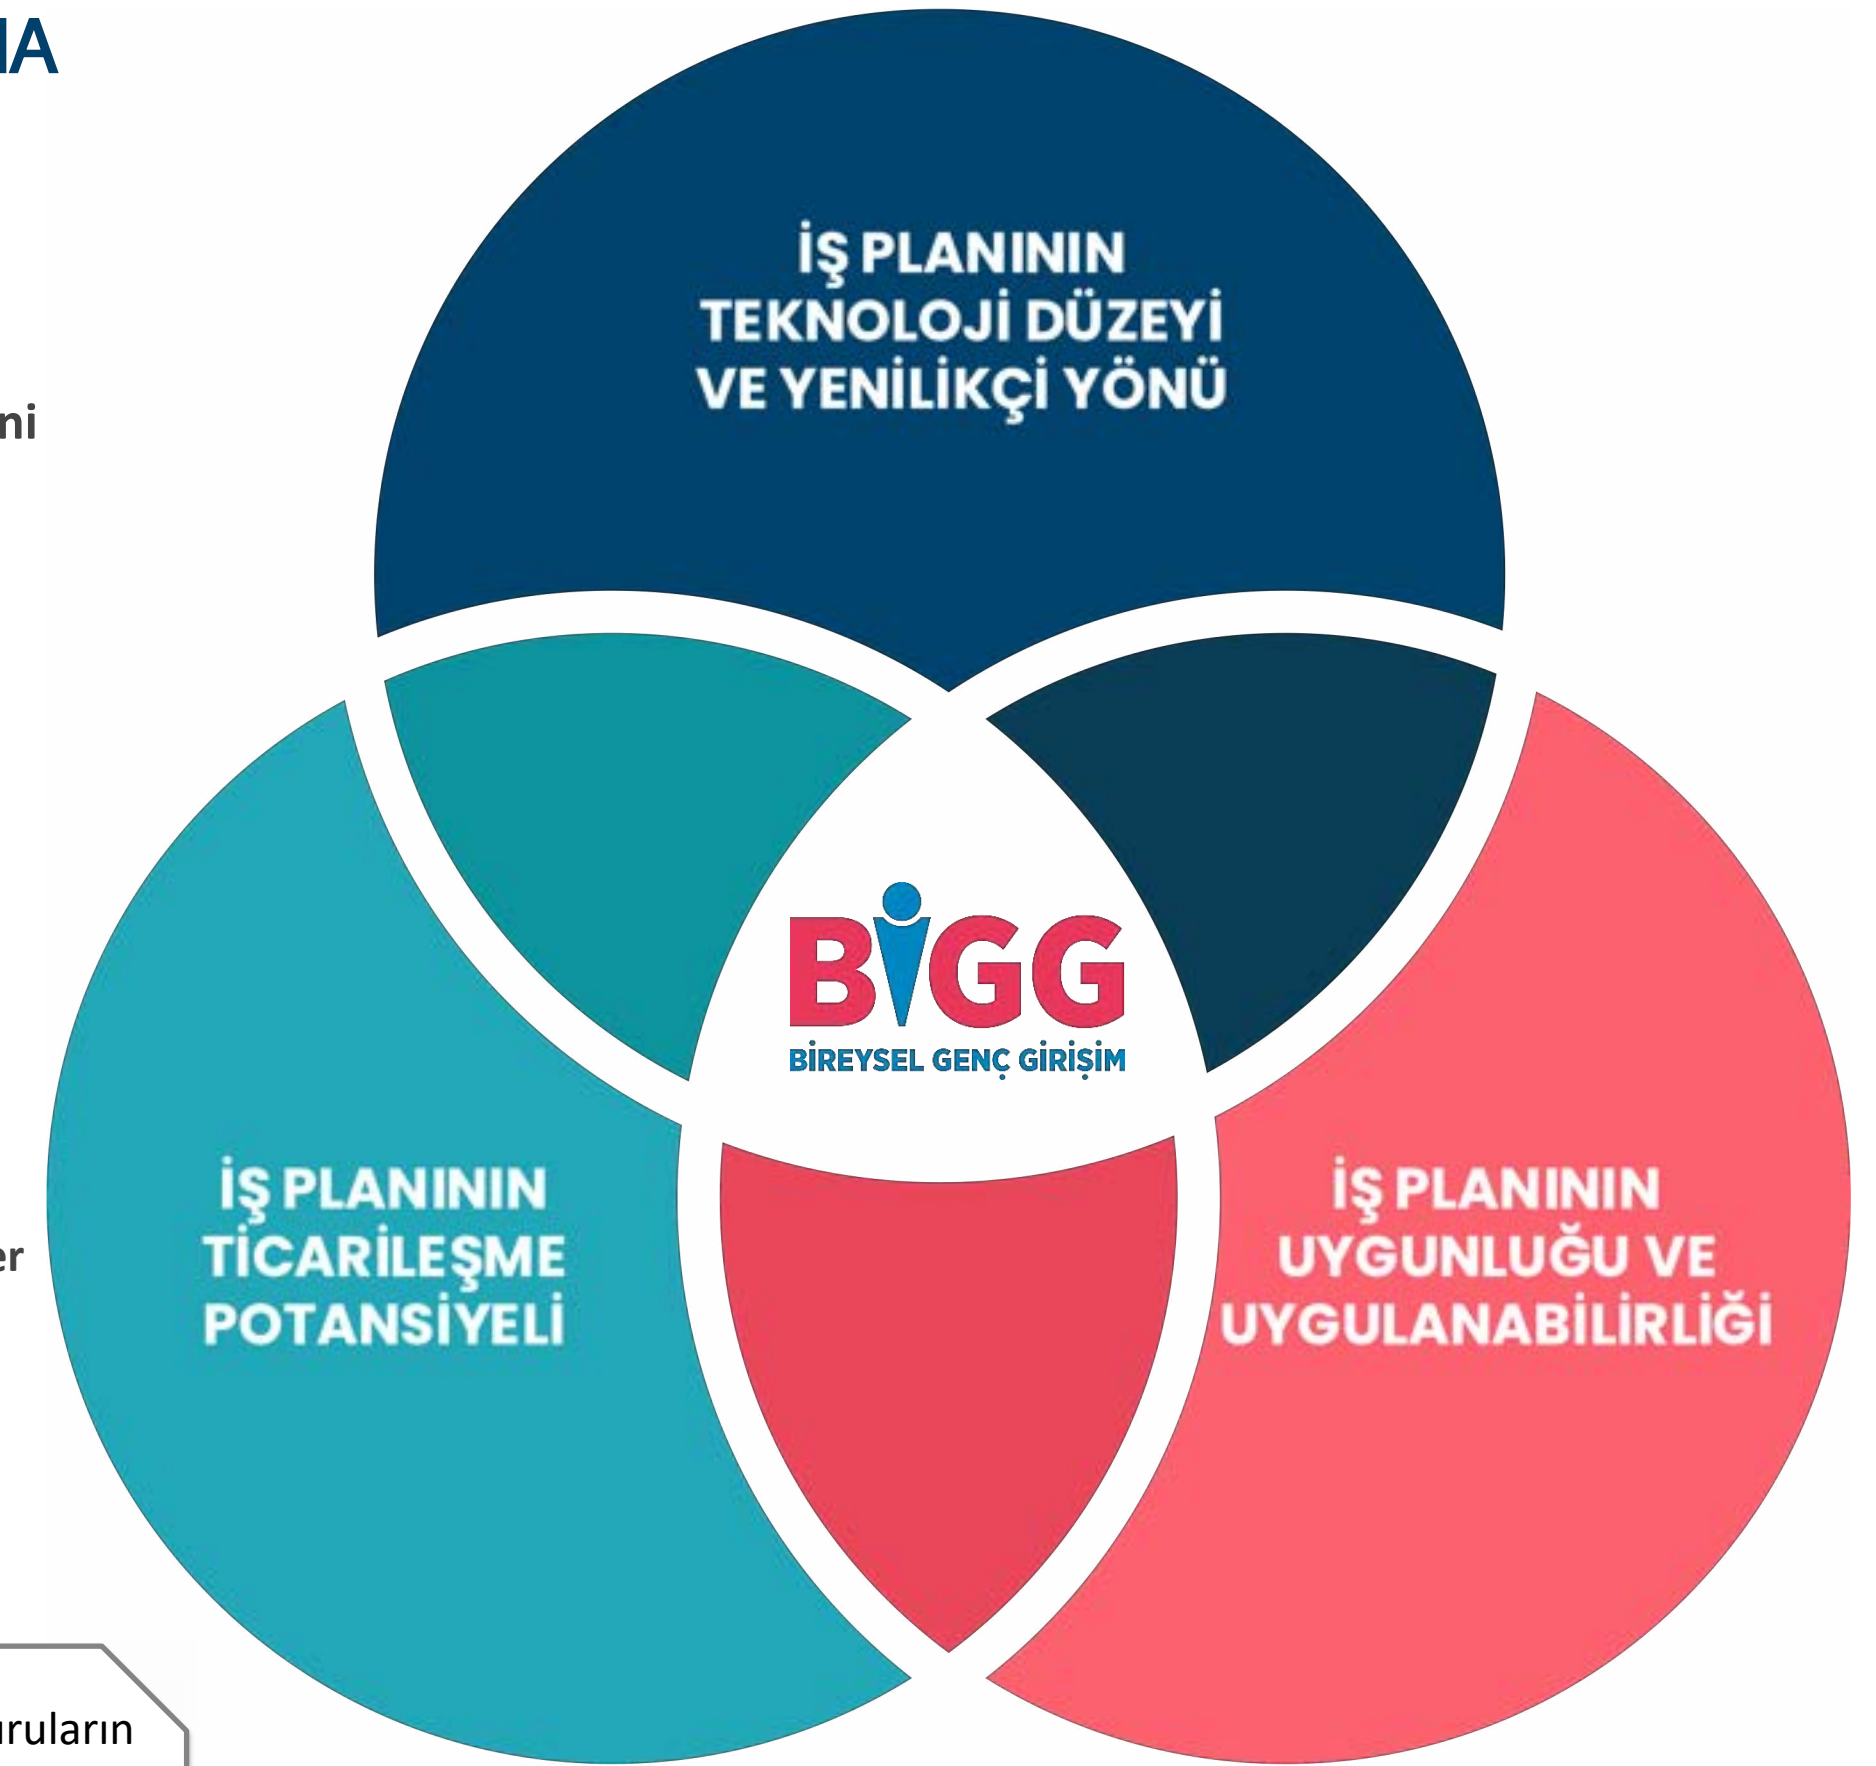 İŞ PLANININ
TEKNOLOJİ DÜZEYİ
VE YENİLİKÇİ YÖNÜ
BİGG
BİREYSEL GENÇ GİRİŞİM
İŞ PLANININ
TİCARİLEŞME
POTANSİYELİ
İŞ PLANININ
UYGUNLUĞU VE
UYGULANABİLİRLİĞİ